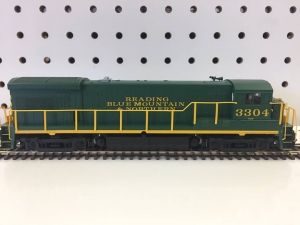 READING
BLUE MOUNTAIN
& NORTHERN
3304